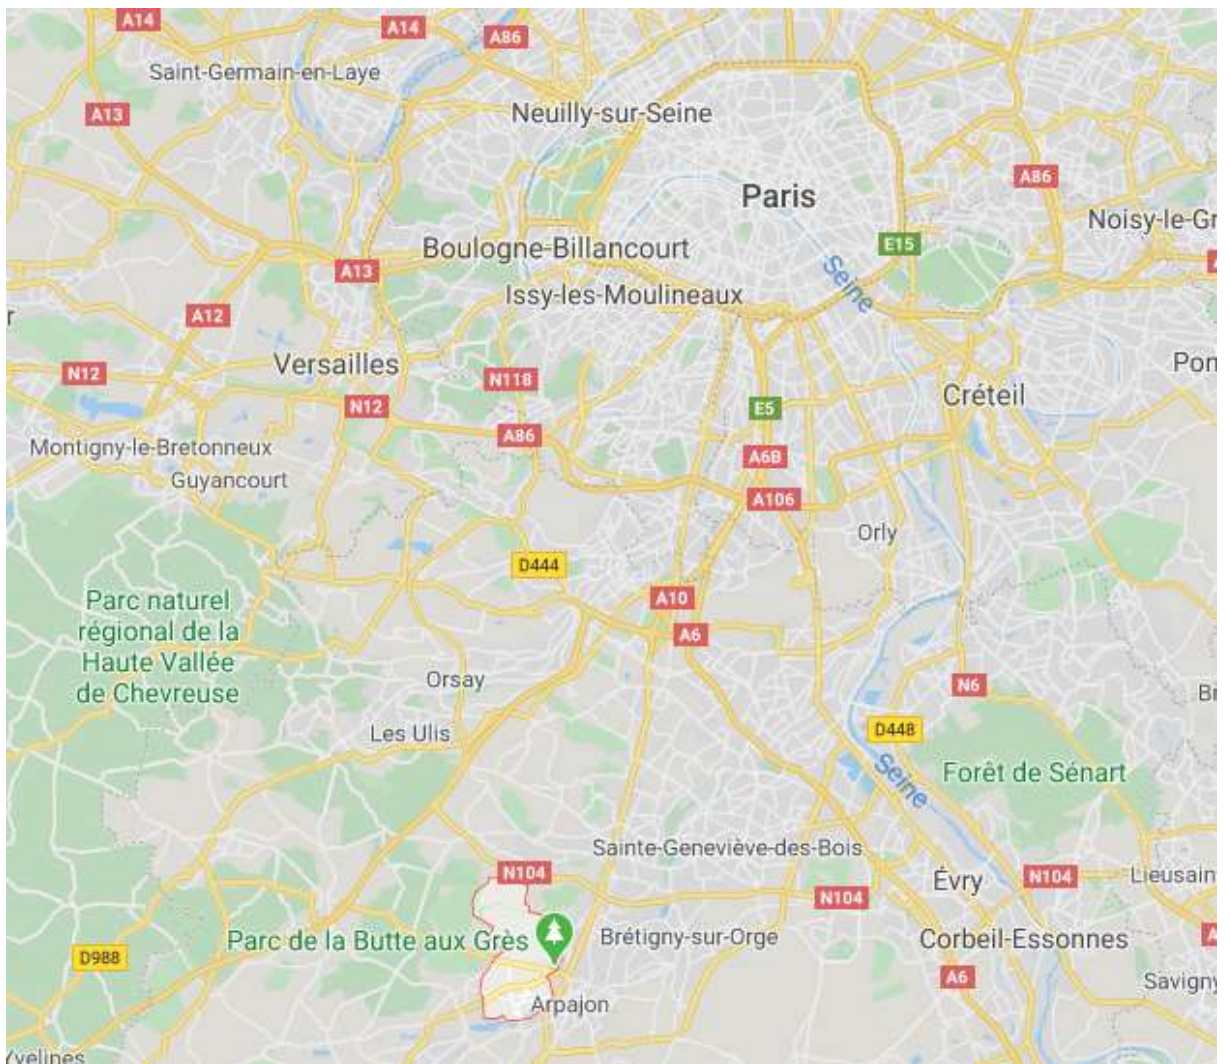 A14
A14
A86
Saint-Germain-en-Laye
A13
Neuilly-sur-Seine
A86
Paris
Noisy-le-Gr
Boulogne-Billancourt
E15
A13
Seine
Issy-les-Moulineaux
A12
r
Versailles
Pon
N12
N118
Créteil
N12
E5
A86
Montigny-le-Bretonneux
A6B
Guyancourt
A106
Orly
D444
Parc naturel
régional de la
Haute Vallée
de Chevreuse
A10
A6
Orsay
N6
Br
Les Ulis
D448
Seine
Forêt de Sénart
Sainte-Geneviève-des-Bois
N104
Évry
N104
Lieusain
N104
Parc de la Butte aux Grès
Brétigny-sur-Orge
Corbeil-Essonnes
A
D988
A6
Savigny
Arpajon
Yvelines